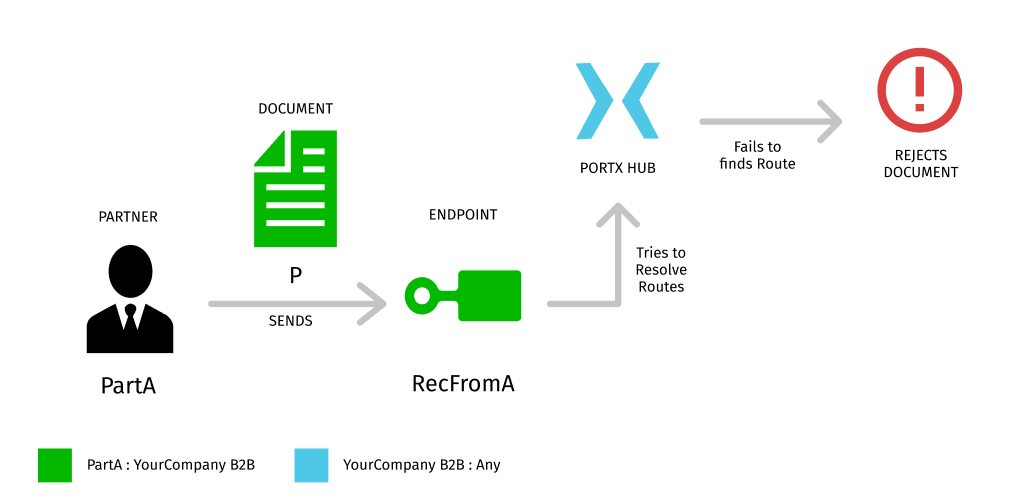 DOCUMENT
PARTNER
P
SENDS
PartA
ENDPOINT
RecFromA
PORTX HUB
Tries to
Resolve
Routes
Fails to
finds Route
REJECTS
DOCUMENT
PartA : YourCompany B2B
YourCompany B2B : Any